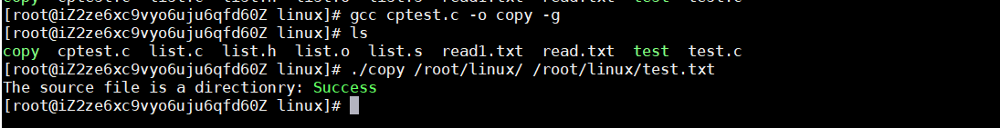 [root@iZ2ze6xc9vyo6uju6qfd60Z linux]# gcc cptest.c -o copy -g
[root@iZ2ze6xc9vyo6uju6qfd60Z linux]# ls
copy  cptest.c  list.c  list.h  list.o  list.s  read1.txt  read.txt  test  test.c
[root@iZ2ze6xc9vyo6uju6qfd60Z linux]# ./copy /root/linux/ /root/linux/test.txt
The source file is a directionry: Success
[root@iZ2ze6xc9vyo6uju6qfd60Z linux]#